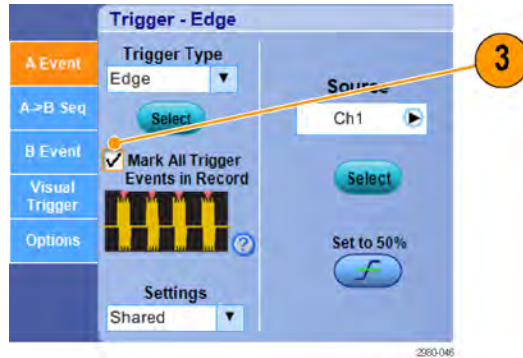 Trigger - Edge
A Event
A->B Seq
B Event
Visual
Trigger
Options
Trigger Type
Edge
Select
Mark All Trigger
Events in Record
?
Settings
Shared
Source
Ch1
Select
Set to 50%
3
2980-046